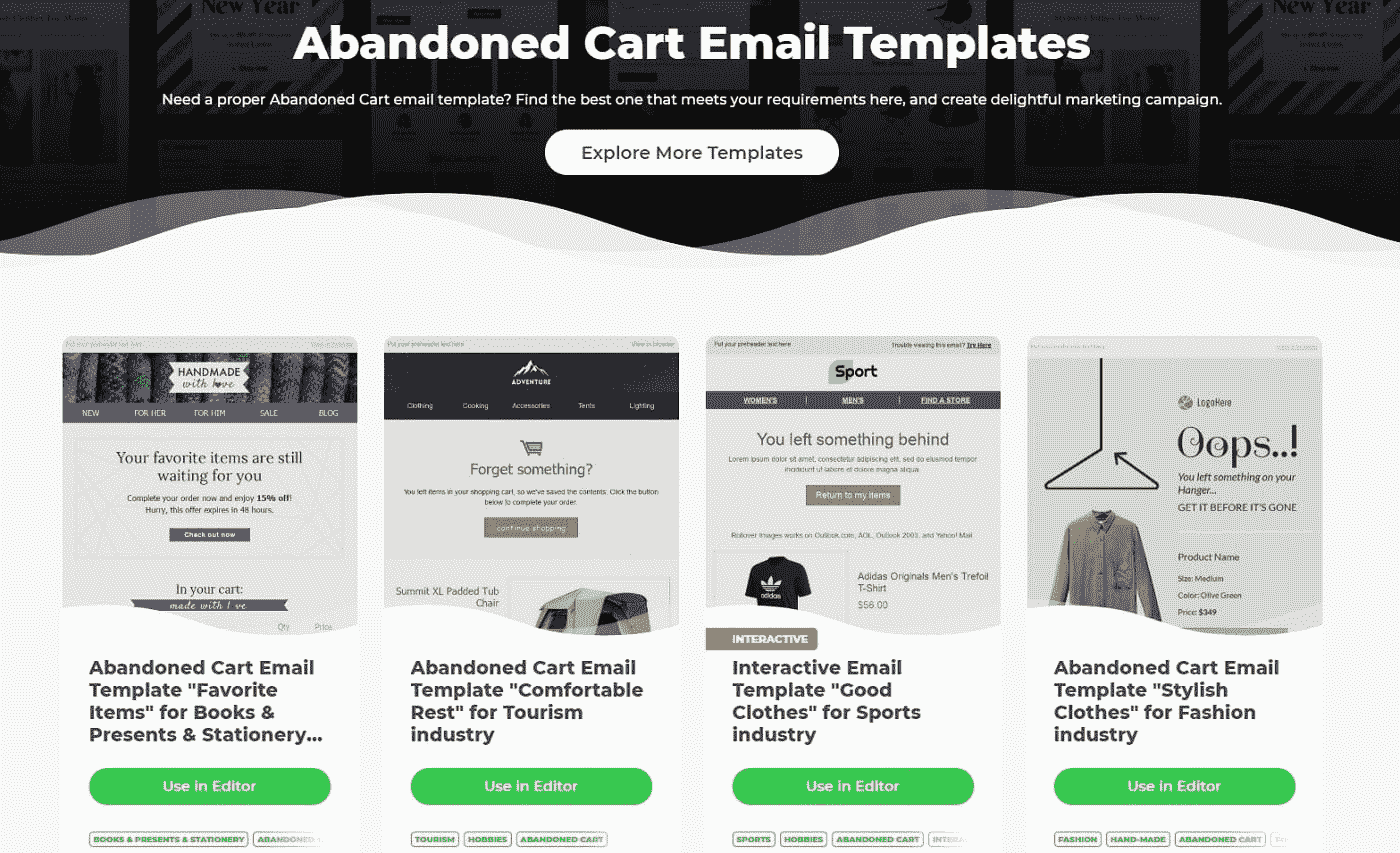 New Year
New Year
Abandoned Cart Email Templates
Need a proper Abandoned Cart email template? Find the best one that meets your requirements here, and create delightful marketing campaign.
Explore More Templates
Put your preheader text here
HANDMADE
with love
NEW FOR HER FOR HIM SALE BLOG
Your favorite items are still
waiting for you
Complete your order now and enjoy 15% off!
Hurry, this offer expires in 48 hours.
Check out now
In your cart:
Qty Price
Abandoned Cart Email
Template "Favorite
Items" for Books &
Presents & Stationery...
Use in Editor
BOOKS & PRESENTS & STATIONERY ABANDONED
Put your preheader text here View in browser
ADVENTURE
Clothing Cooking Accessories Tents Lighting
Forget something?
You left items in your shopping cart, so we've saved the contents. Click the button
below to complete your order.
continue shopping
Summit XL Padded Tub
Chair
Abandoned Cart Email
Template "Comfortable
Rest" for Tourism
industry
Use in Editor
TOURISM HOBBIES ABANDONED CART
Put your preheader text here Trouble viewing this email? Try Here
Sport
WOMEN'S MEN'S FIND A STORE
You left something behind
Lorem ipsum dolor sit amet, consectetur adipiscing elit, sed do eiusmod tempor
incididunt ut labore et dolore magna aliqua.
Return to my items
Rollover Images works on Outlook.com, AOL, Outlook 2003, and Yahoo! Mail.
adidas
Adidas Originals Men's Trefoil
T-Shirt
$56.00
INTERACTIVE
Interactive Email
Template "Good
Clothes" for Sports
industry
Use in Editor
SPORTS HOBBIES ABANDONED CART
LogoHere
Oops..!
You left something on your
Hanger...
GET IT BEFORE IT'S GONE
Product Name
Size: Medium
Color: Olive Green
Price: $349
Abandoned Cart Email
Template "Stylish
Clothes" for Fashion
industry
Use in Editor
FASHION HAND-MADE ABANDONED CART